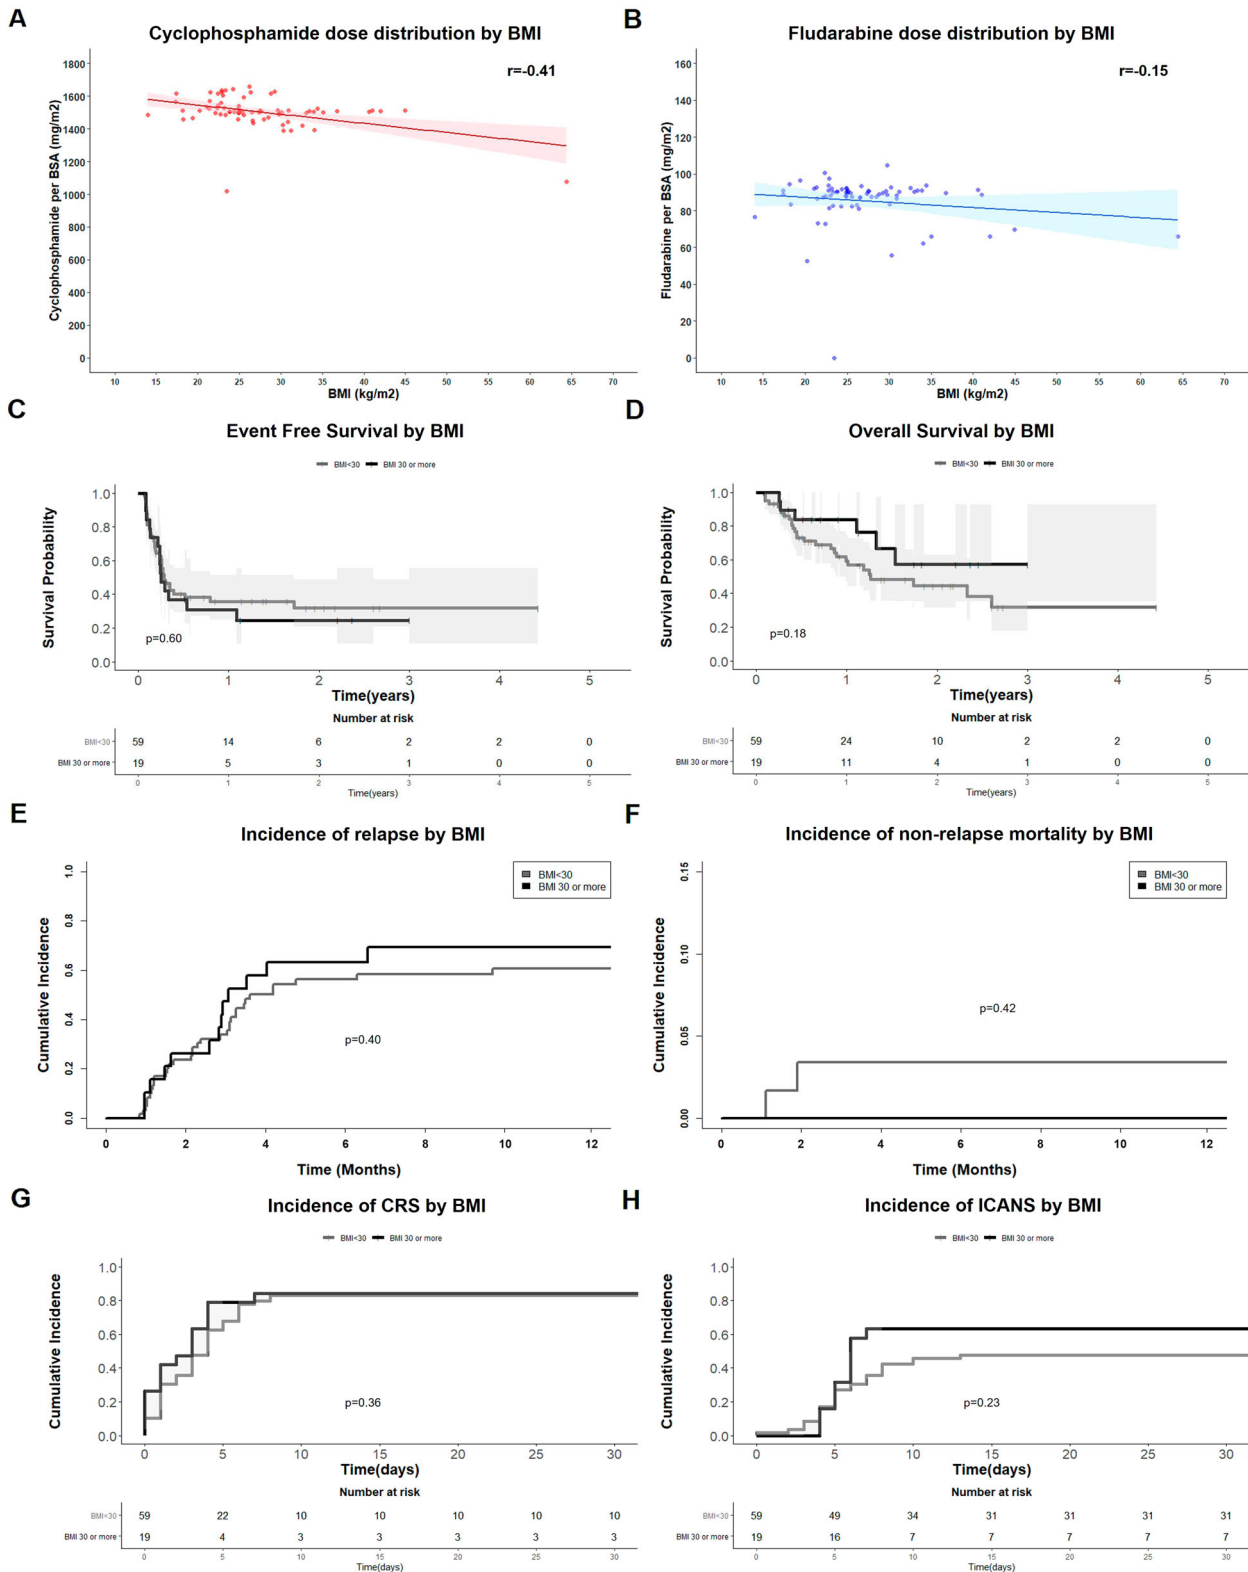 A
Cyclophosphamide dose distribution by BMI
r=-0.41
Cyclophosphamide per BSA (mg/m2)
1800
1600
1400
1200
1000
800
600
400
200
0
10 15 20 25 30 35 40 45 50 55 60 65 70
BMI (kg/m2)
B
Fludarabine dose distribution by BMI
r=-0.15
Fludarabine per BSA (mg/m2)
160
140
120
100
80
60
40
20
0
10 15 20 25 30 35 40 45 50 55 60 65 70
BMI (kg/m2)
C
Event Free Survival by BMI
BMI<30 BMI 30 or more
Survival Probability
1.0
0.8
0.6
0.4
0.2
0.0
p=0.60
0 1 2 3 4 5
Time(years)
Number at risk
BMI<30 59 14 6 2 2 0
BMI 30 or more 19 5 3 1 0 0
0 1 2 3 4 5
Time(years)
D
Overall Survival by BMI
BMI<30 BMI 30 or more
Survival Probability
1.0
0.8
0.6
0.4
0.2
0.0
p=0.18
0 1 2 3 4 5
Time(years)
Number at risk
BMI<30 59 24 10 2 2 0
BMI 30 or more 19 11 4 1 0 0
0 1 2 3 4 5
Time(years)
E
Incidence of relapse by BMI
BMI<30
BMI 30 or more
Cumulative Incidence
1.0
0.8
0.6
0.4
0.2
0.0
p=0.40
0 2 4 6 8 10 12
Time (Months)
F
Incidence of non-relapse mortality by BMI
BMI<30
BMI 30 or more
Cumulative Incidence
0.15
0.10
0.05
0.00
p=0.42
0 2 4 6 8 10 12
Time (Months)
G
Incidence of CRS by BMI
BMI<30 BMI 30 or more
Cumulative Incidence
1.0
0.8
0.6
0.4
0.2
0.0
p=0.36
0 5 10 15 20 25 30
Time(days)
Number at risk
BMI<30 59 22 10 10 10 10 10
BMI 30 or more 19 4 3 3 3 3 3
0 5 10 15 20 25 30
Time(days)
H
Incidence of ICANS by BMI
BMI<30 BMI 30 or more
Cumulative Incidence
1.0
0.8
0.6
0.4
0.2
0.0
p=0.23
0 5 10 15 20 25 30
Time(days)
Number at risk
BMI<30 59 49 34 31 31 31 31
BMI 30 or more 19 16 7 7 7 7 7
0 5 10 15 20 25 30
Time(days)